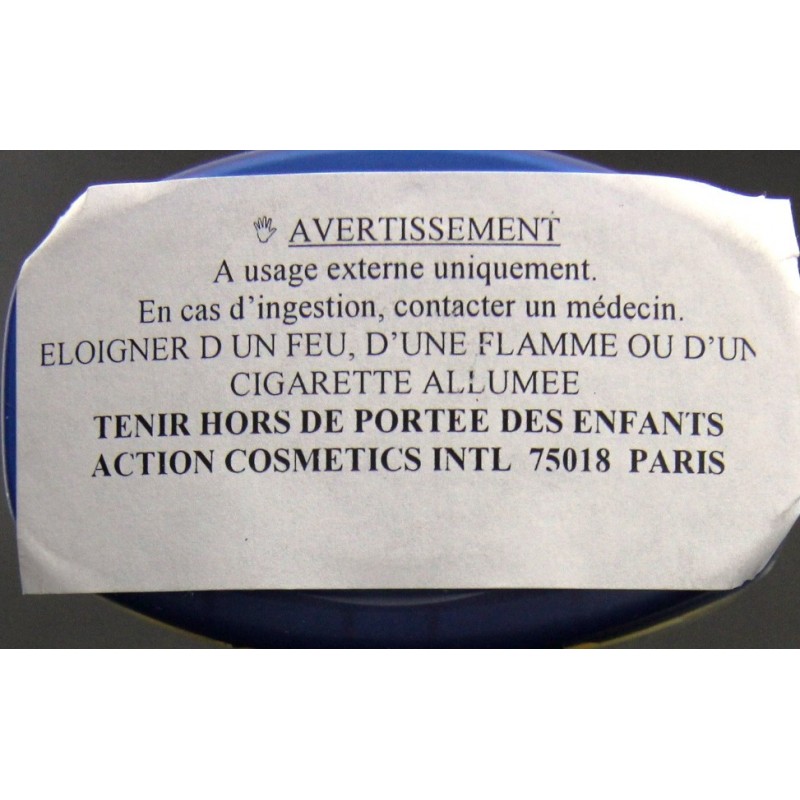 AVERTISSEMENT
A usage externe uniquement.
En cas d'ingestion, contacter un médecin.
ELOIGNER D UN FEU, D'UNE FLAMME OU D'UN
CIGARETTE ALLUMEE
TENIR HORS DE PORTEE DES ENFANTS
ACTION COSMETICS INTL 75018 PARIS